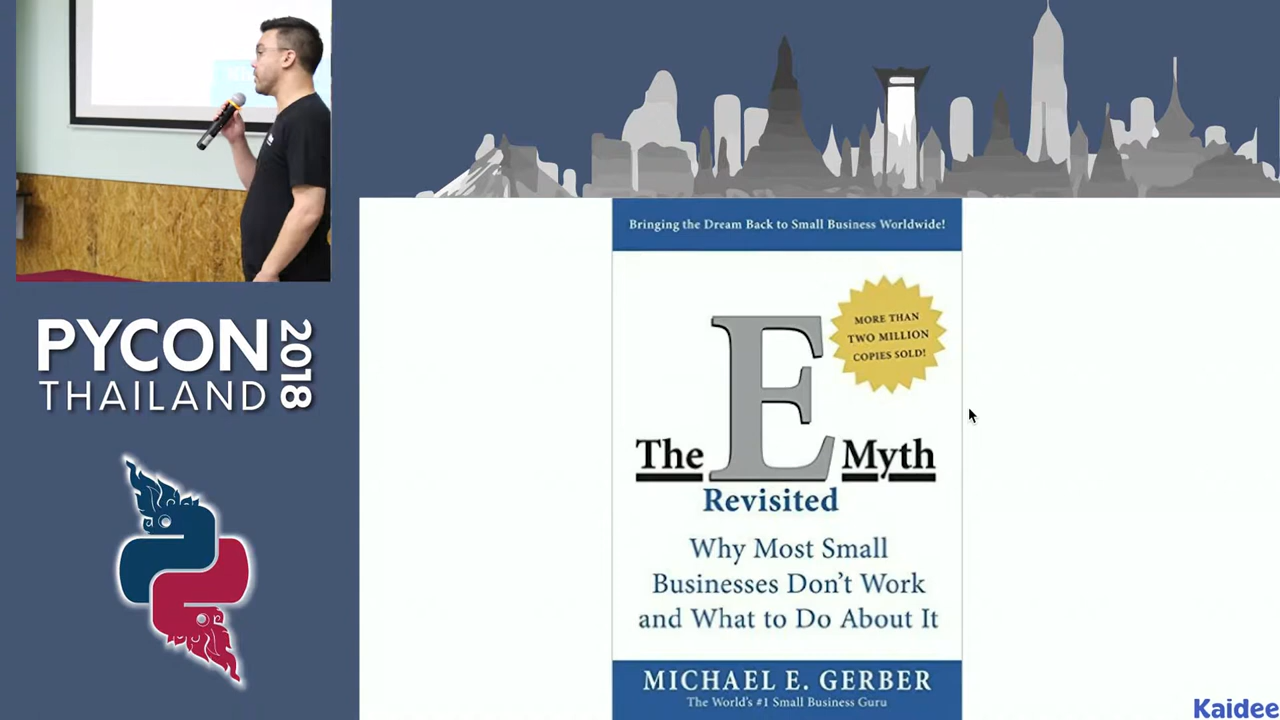 PYCON
THAILAND
2018
Bringing the Dream Back to Small Business Worldwide!
MORE THAN
TWO MILLION
COPIES SOLD!
The E Myth
Revisited
Why Most Small
Businesses Don't Work
and What to Do About It
MICHAEL E. GERBER
The World's #1 Small Business Guru
Kaidee